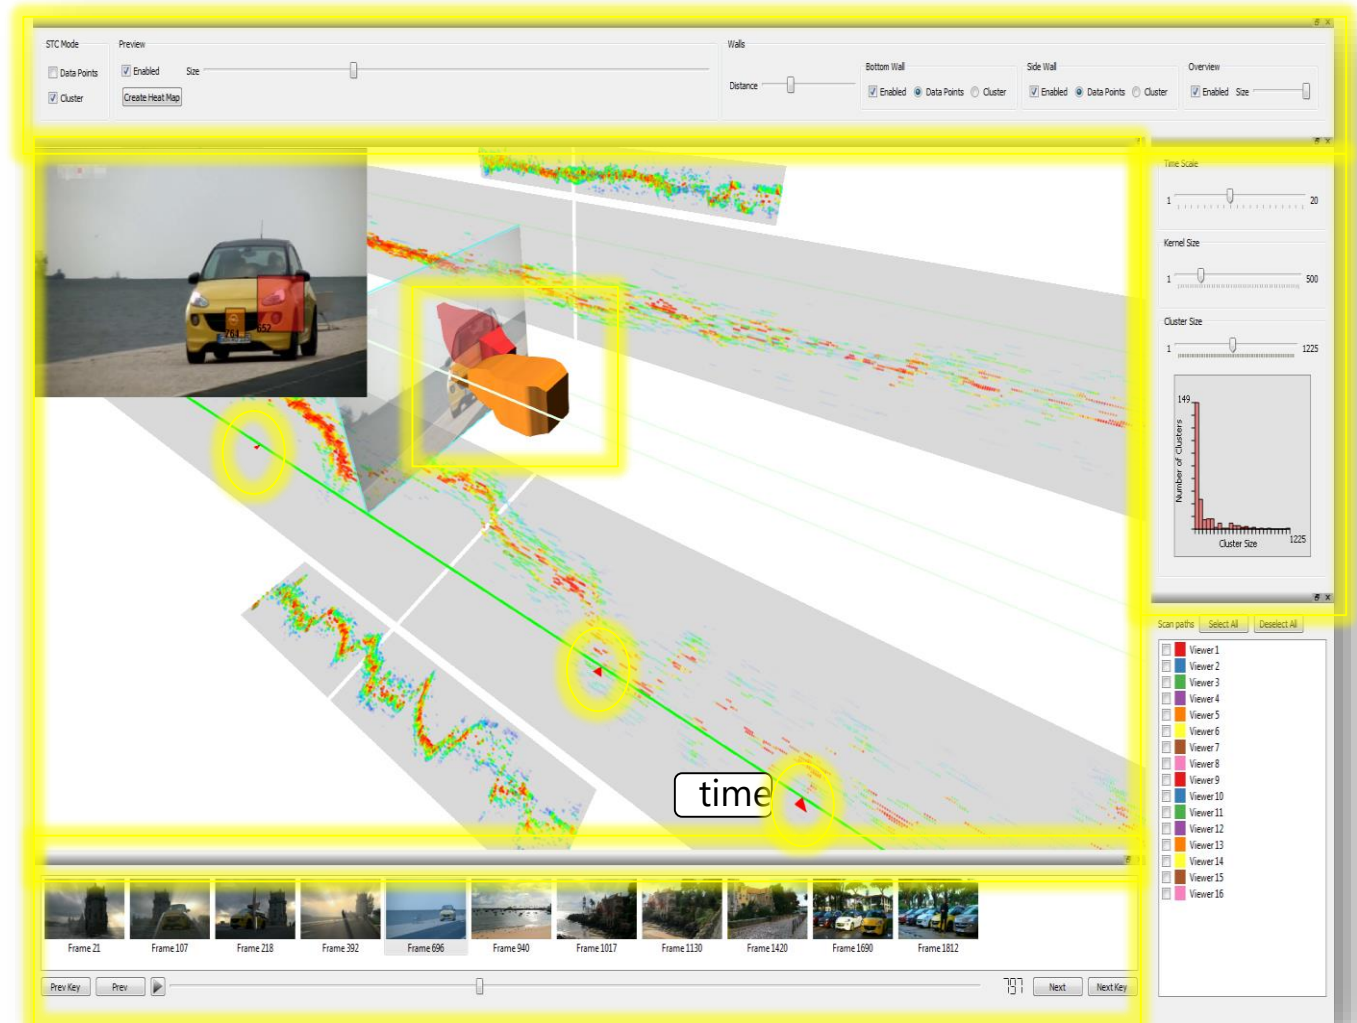 STC Mode
Preview
Walls
Data Points
Enabled
Size
Distance
Bottom Wall
Side Wall
Overview
Cluster
Create Heat Map
Enabled
Data Points
Cluster
Enabled
Data Points
Cluster
Enabled
Size
Time Scale
1
20
Kernel Size
1
500
Cluster Size
1
1225
149
Number of Clusters
Cluster Size
1225
761
652
time
Scan paths
Select All
Deselect All
Viewer 1
Viewer 2
Viewer 3
Viewer 4
Viewer 5
Viewer 6
Viewer 7
Viewer 8
Viewer 9
Viewer 10
Viewer 11
Viewer 12
Viewer 13
Viewer 14
Viewer 15
Viewer 16
Frame 21
Frame 107
Frame 218
Frame 392
Frame 696
Frame 940
Frame 1017
Frame 1130
Frame 1420
Frame 1690
Frame 1812
Prev Key
Prev
797
Next
Next Key